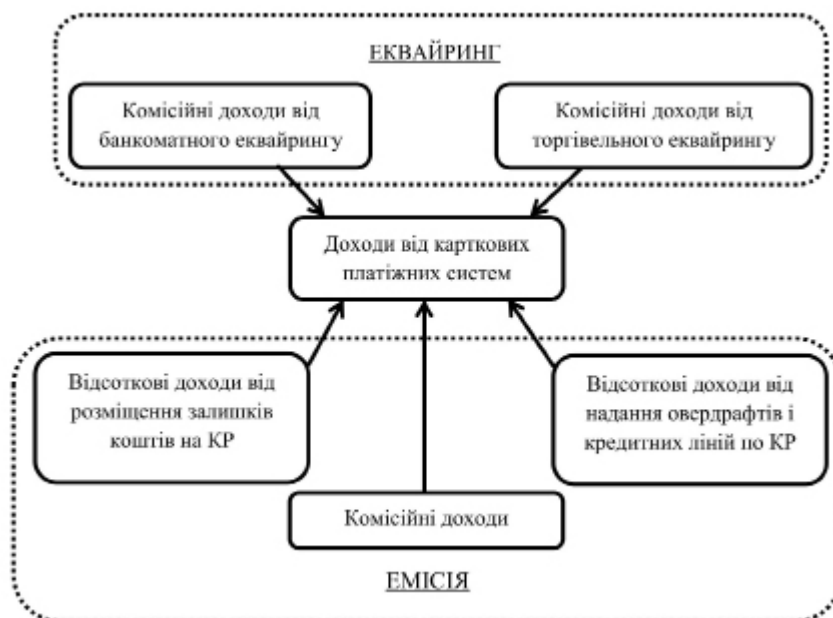 ЕКВАЙРИНГ
Комісійні доходи від
банкоматного еквайрингу
Комісійні доходи від
торгівельного еквайрингу
Доходи від карткових
платіжних систем
Відсоткові доходи від
розміщення залишків
коштів на КР
Відсоткові доходи від
надання овердрафтів і
кредитних ліній по КР
Комісійні доходи
ЕМІСІЯ